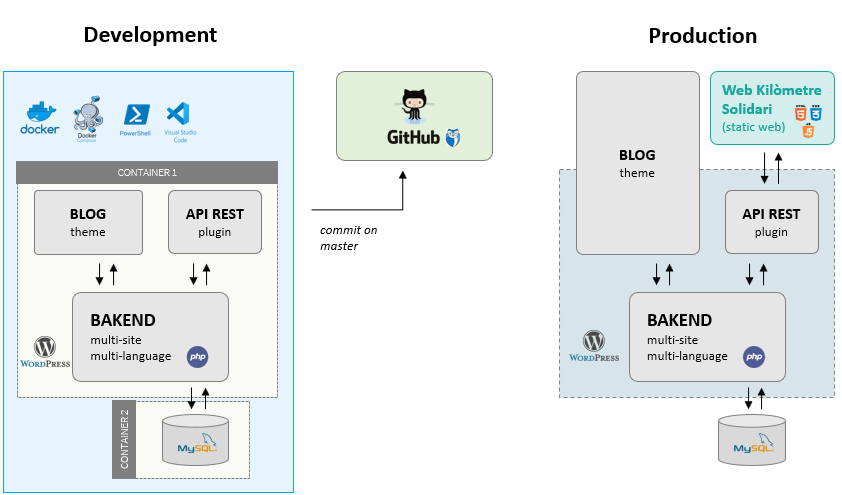 Development
Production
docker
docker
Compose
PowerShell
Visual Studio
Code
GitHub
Web Kilòmetre
Solidari
(static web)
CONTAINER 1
BLOG
theme
API REST
plugin
commit on
master
BLOG
theme
API REST
plugin
BAKEND
multi-site
multi-language
php
WORDPRESS
BAKEND
multi-site
multi-language
php
WORDPRESS
CONTAINER 2
MySQL
MySQL